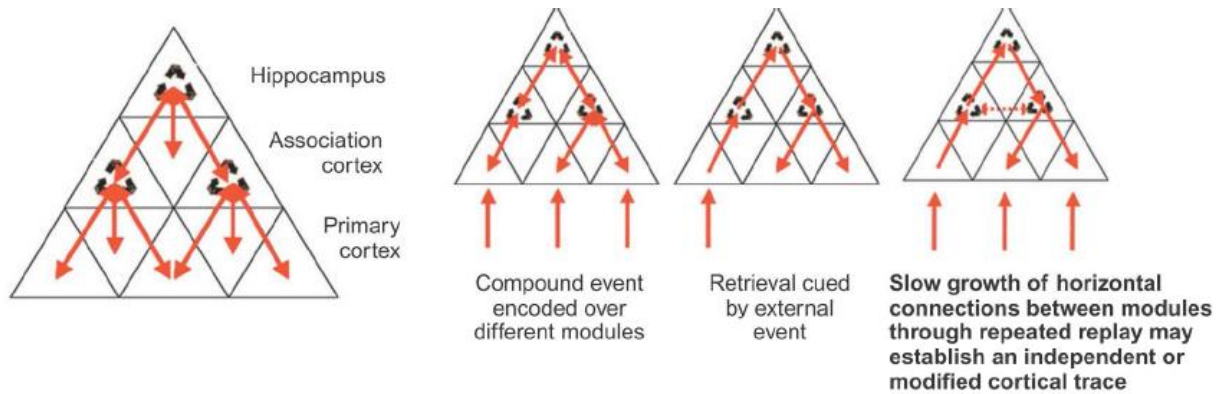 Hippocampus
Association
cortex
Primary
cortex
Compound event
encoded over
different modules
Retrieval cued
by external
event
Slow growth of horizontal
connections between modules
through repeated replay may
establish an independent or
modified cortical trace